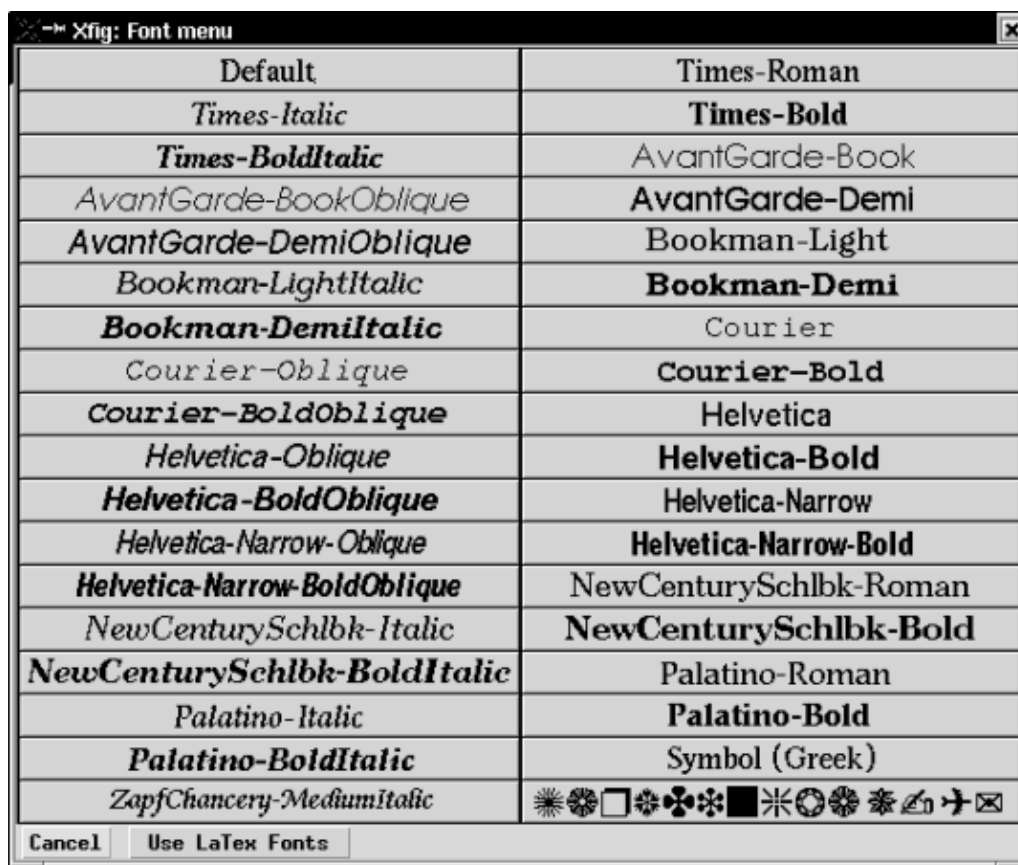 Xfig: Font menu
Default
Times-Roman
Times-Italic
Times-Bold
Times-BoldItalic
AvantGarde-Book
AvantGarde-BookOblique
AvantGarde-Demi
AvantGarde-DemiOblique
Bookman-Light
Bookman-LightItalic
Bookman-Demi
Bookman-DemiItalic
Courier
Courier-Oblique
Courier-Bold
Courier-BoldOblique
Helvetica
Helvetica-Oblique
Helvetica-Bold
Helvetica-BoldOblique
Helvetica-Narrow
Helvetica-Narrow-Oblique
Helvetica-Narrow-Bold
Helvetica-Narrow-BoldOblique
NewCenturySchlbk-Roman
NewCenturySchlbk-Italic
NewCenturySchlbk-Bold
NewCenturySchlbk-BoldItalic
Palatino-Roman
Palatino-Italic
Palatino-Bold
Palatino-BoldItalic
Symbol (Greek)
ZapfChancery-MediumItalic
Cancel
Use LaTex Fonts